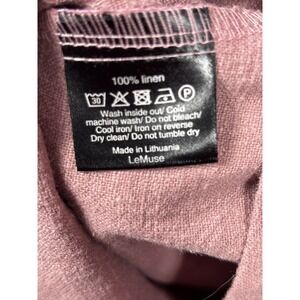 100% linen
30 P
Wash inside out/ Cold
machine wash/ Do not bleach/
Cool iron/ Iron on reverse
Dry clean/ Do not tumble dry
Made in Lithuania
LeMuse